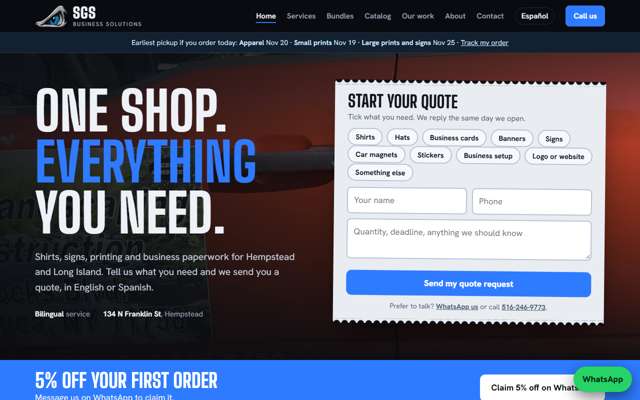 SGS
BUSINESS SOLUTIONS
Home Services Bundles Catalog Our work About Contact Español Call us
Earliest pickup if you order today: Apparel Nov 20 · Small prints Nov 19 · Large prints and signs Nov 25 · Track my order
ONE SHOP.
EVERYTHING
YOU NEED.
Shirts, signs, printing and business paperwork for Hempstead
and Long Island. Tell us what you need and we send you a
quote, in English or Spanish.
Bilingual service 134 N Franklin St, Hempstead
START YOUR QUOTE
Tick what you need. We reply the same day we open.
Shirts Hats Business cards Banners Signs
Car magnets Stickers Business setup Logo or website
Something else
Your name Phone
Quantity, deadline, anything we should know
Send my quote request
Prefer to talk? WhatsApp us or call 516-246-9773.
5% OFF YOUR FIRST ORDER
Message us on WhatsApp to claim it.
Claim 5% off on Whats
WhatsApp